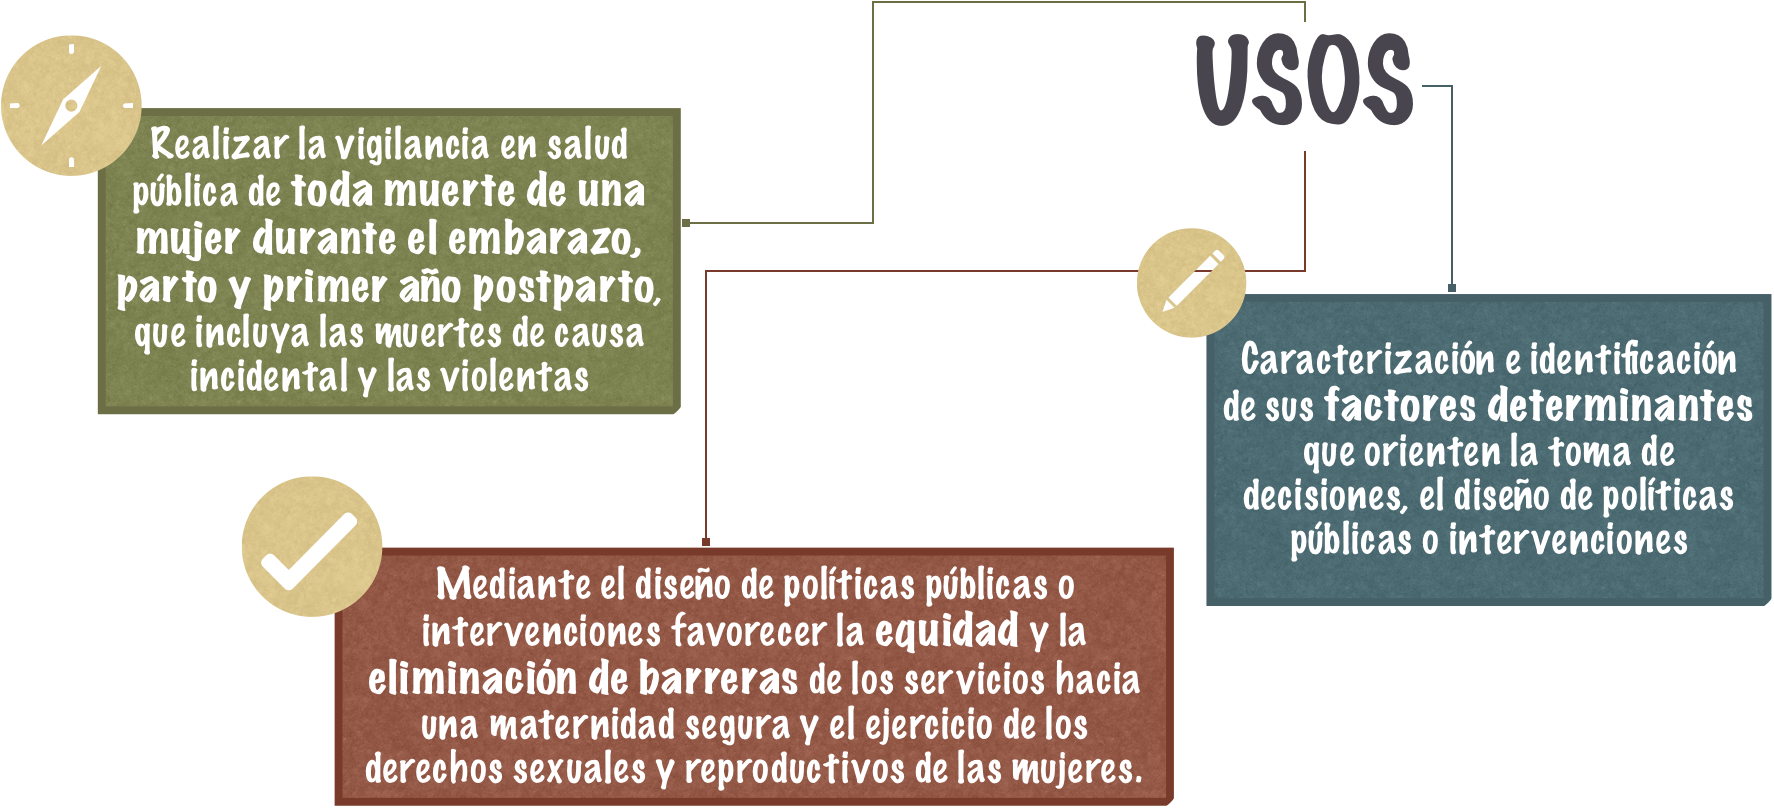 USOS
Realizar la vigilancia en salud
pública de toda muerte de una
mujer durante el embarazo,
parto y primer año postparto,
que incluya las muertes de causa
incidental y las violentas
Caracterización e identificación
de sus factores determinantes
que orienten la toma de
decisiones, el diseño de políticas
públicas o intervenciones
Mediante el diseño de políticas públicas o
intervenciones favorecer la equidad y la
eliminación de barreras de los servicios hacia
una maternidad segura y el ejercicio de los
derechos sexuales y reproductivos de las mujeres.